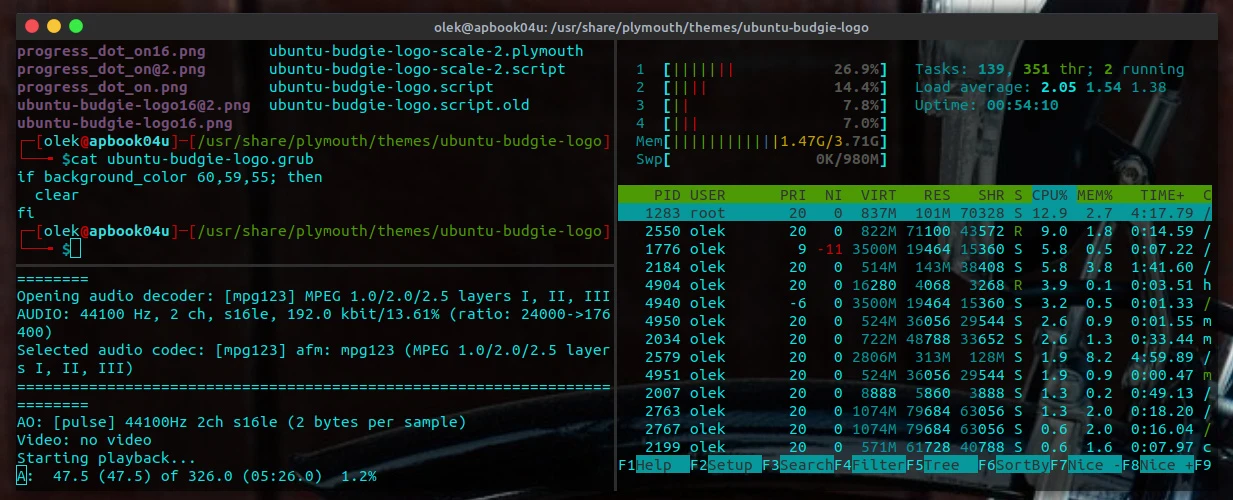 olek@apbook04u: /usr/share/plymouth/themes/ubuntu-budgie-logo
progress_dot_on16.png ubuntu-budgie-logo-scale-2.plymouth
progress_dot_on@2.png ubuntu-budgie-logo-scale-2.script
progress_dot_on.png ubuntu-budgie-logo.script
ubuntu-budgie-logo16@2.png ubuntu-budgie-logo.script.old
ubuntu-budgie-logo16.png
┌─[olek@apbook04u]─[/usr/share/plymouth/themes/ubuntu-budgie-logo]
└──╼ $cat ubuntu-budgie-logo.grub
if background_color 60,59,55; then
  clear
fi
┌─[olek@apbook04u]─[/usr/share/plymouth/themes/ubuntu-budgie-logo]
└──╼ $
========
Opening audio decoder: [mpg123] MPEG 1.0/2.0/2.5 layers I, II, III
AUDIO: 44100 Hz, 2 ch, s16le, 192.0 kbit/13.61% (ratio: 24000->176
400)
Selected audio codec: [mpg123] afm: mpg123 (MPEG 1.0/2.0/2.5 layer
s I, II, III)
==================================================================
========
AO: [pulse] 44100Hz 2ch s16le (2 bytes per sample)
Video: no video
Starting playback...
A:  47.5 (47.5) of 326.0 (05:26.0)  1.2%
1 [||||||| 26.9%] Tasks: 139, 351 thr; 2 running
2 [||||| 14.4%] Load average: 2.05 1.54 1.38
3 [|| 7.8%] Uptime: 00:54:10
4 [||| 7.0%]
Mem[||||||||||||1.47G/3.71G]
Swp[ 0K/980M]
PID USER PRI NI VIRT RES SHR S CPU% MEM% TIME+ C
1283 root 20 0 837M 101M 70328 S 12.9 2.7 4:17.79 /
2550 olek 20 0 822M 71100 43572 R 9.0 1.8 0:14.59 /
1776 olek 9 -11 3500M 19464 15360 S 5.8 0.5 0:07.22 /
2184 olek 20 0 514M 143M 38408 S 5.8 3.8 1:41.60 /
4904 olek 20 0 16280 4068 3268 R 3.9 0.1 0:03.51 h
4940 olek -6 0 3500M 19464 15360 S 3.2 0.5 0:01.33 /
4950 olek 20 0 524M 36056 29544 S 2.6 0.9 0:01.55 m
2034 olek 20 0 722M 48788 33652 S 2.6 1.3 0:33.44 m
2579 olek 20 0 2806M 313M 128M S 1.9 8.2 4:59.89 /
4951 olek 20 0 524M 36056 29544 S 1.9 0.9 0:00.47 m
2007 olek 20 0 8888 5860 3888 S 1.3 0.2 0:49.13 /
2763 olek 20 0 1074M 79684 63056 S 1.3 2.0 0:18.20 /
2767 olek 20 0 1074M 79684 63056 S 0.6 2.0 0:16.04 /
2199 olek 20 0 571M 61728 40788 S 0.6 1.6 0:07.97 c
F1Help F2Setup F3SearchF4FilterF5Tree F6SortByF7Nice -F8Nice +F9